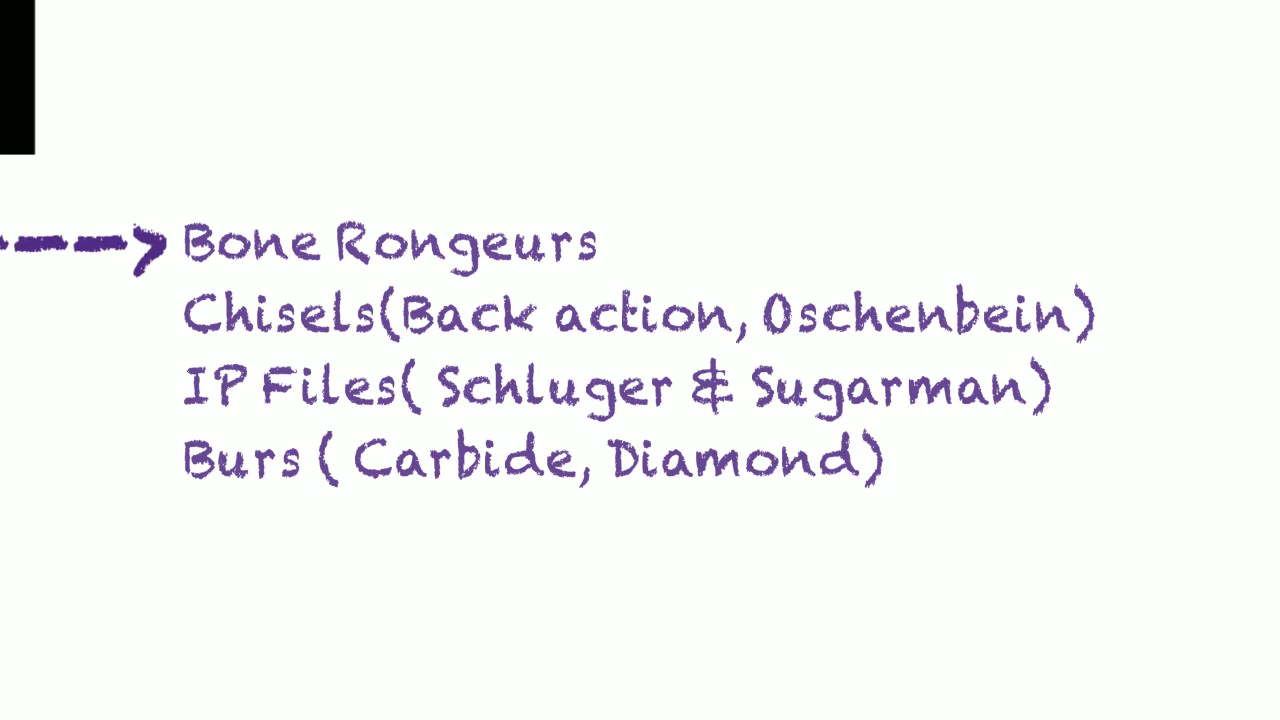 Bone Rongeurs
Chisels(Back action, Oschenbein)
IP Files( Schluger & Sugarman)
Burs ( Carbide, Diamond)